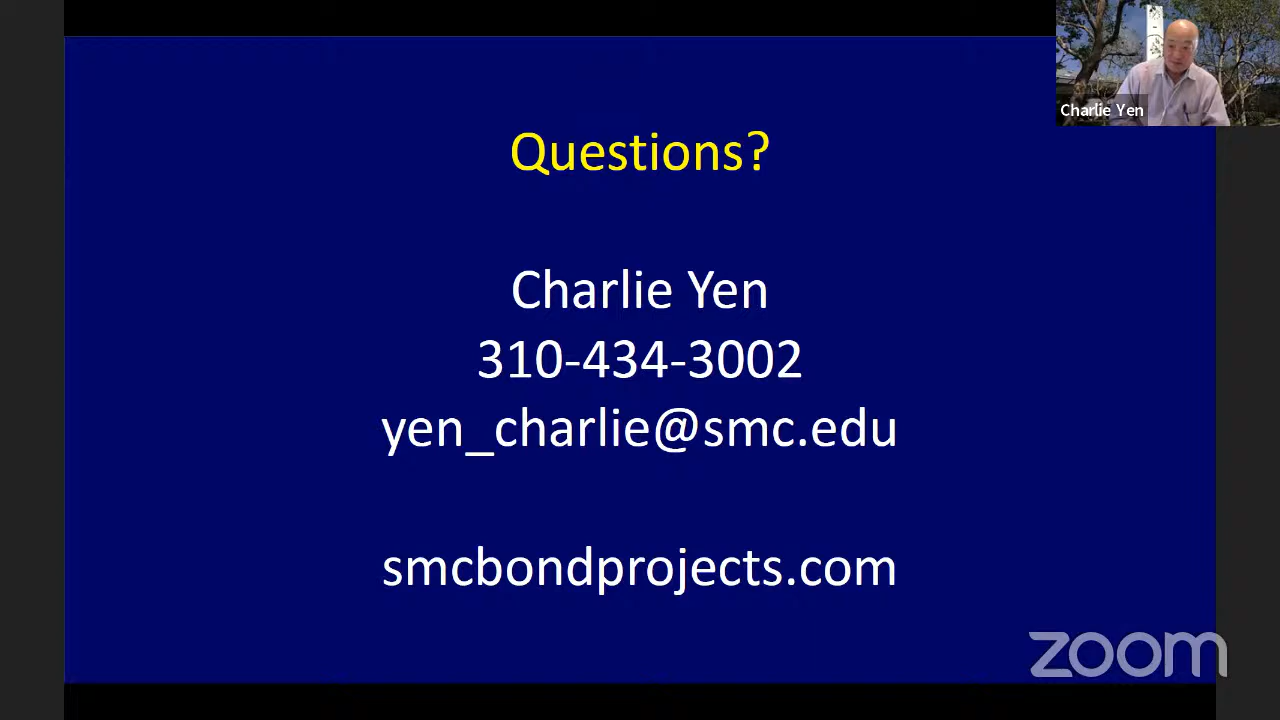 Charlie Yen
Questions?
Charlie Yen
310-434-3002
yen_charlie@smc.edu
smcbondprojects.com
zoom